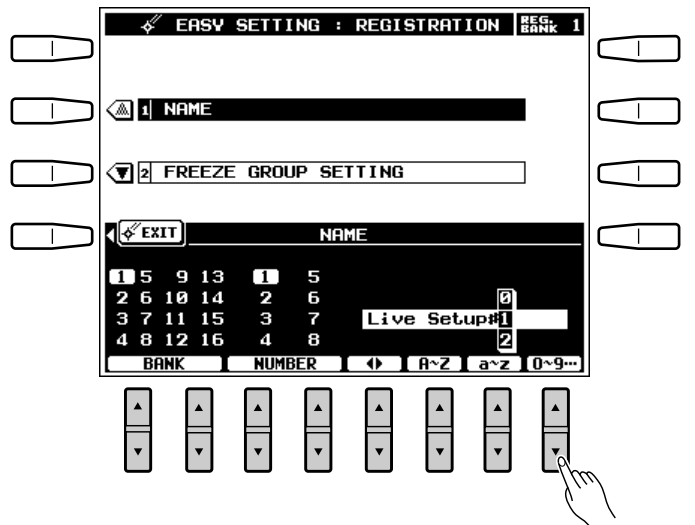 EASY SETTING : REGISTRATION REG. BANK 1
1 NAME
2 FREEZE GROUP SETTING
EXIT NAME
1 5 9 13 1 5
2 6 10 14 2 6 0
3 7 11 15 3 7 Live Setup#1
4 8 12 16 4 8 2
BANK NUMBER A~Z a~z 0~9···